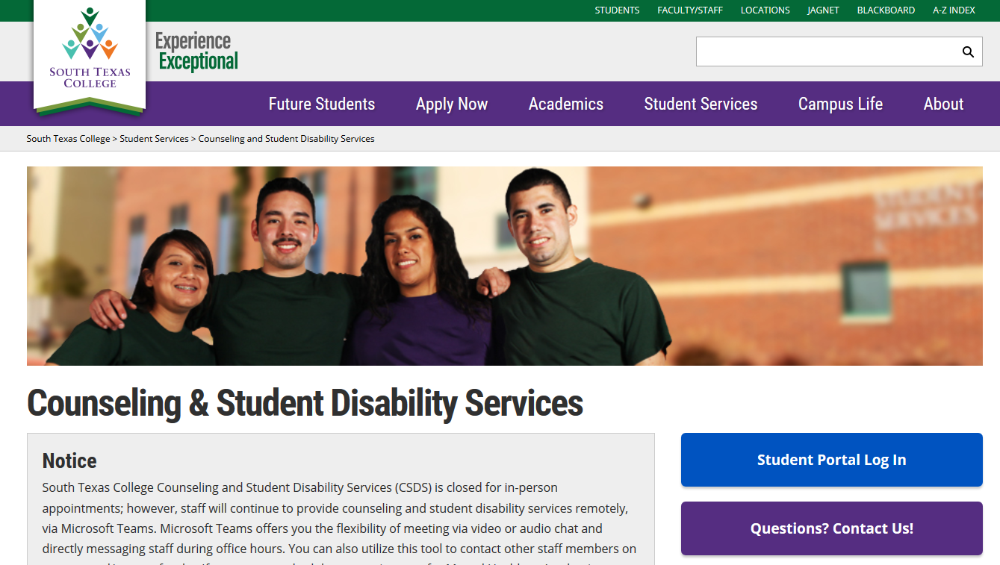 STUDENTS FACULTY/STAFF LOCATIONS JAGNET BLACKBOARD A-Z INDEX
SOUTH TEXAS
COLLEGE
Experience
Exceptional
Future Students Apply Now Academics Student Services Campus Life About
South Texas College > Student Services > Counseling and Student Disability Services
STUDENT
SERVICES
Counseling & Student Disability Services
Notice
South Texas College Counseling and Student Disability Services (CSDS) is closed for in-person
appointments; however, staff will continue to provide counseling and student disability services remotely,
via Microsoft Teams. Microsoft Teams offers you the flexibility of meeting via video or audio chat and
directly messaging staff during office hours. You can also utilize this tool to contact other staff members on
Student Portal Log In
Questions? Contact Us!